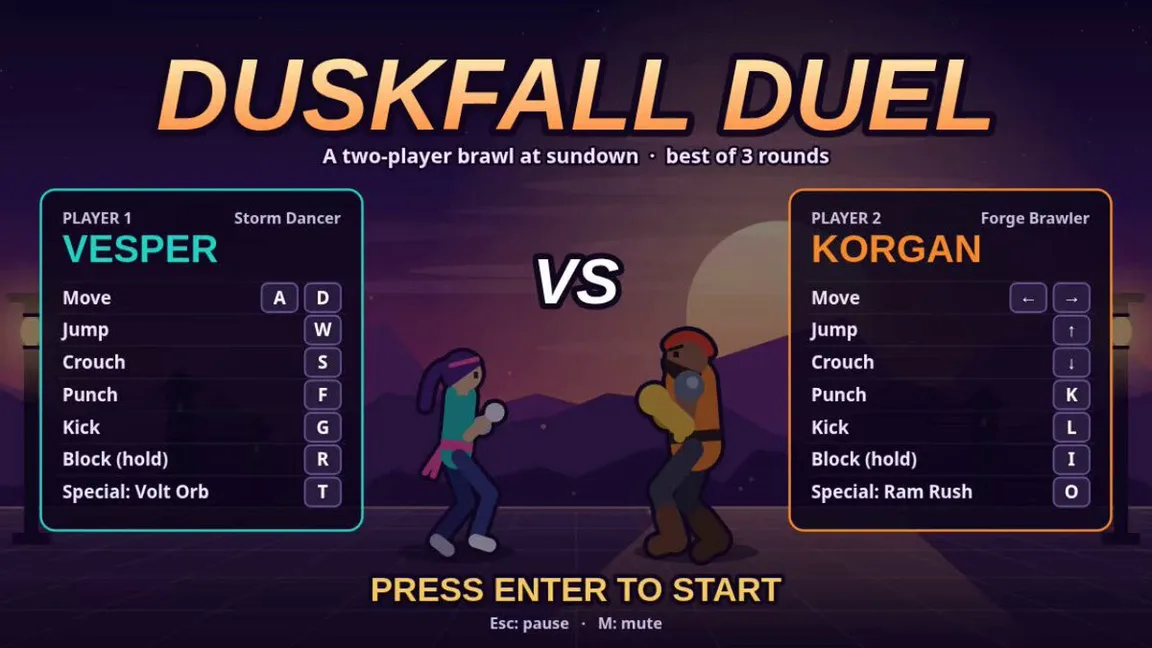 DUSKFALL DUEL
A two-player brawl at sundown · best of 3 rounds
PLAYER 1 Storm Dancer
VESPER
Move A D
Jump W
Crouch S
Punch F
Kick G
Block (hold) R
Special: Volt Orb T
VS
PLAYER 2 Forge Brawler
KORGAN
Move ← →
Jump ↑
Crouch ↓
Punch K
Kick L
Block (hold) I
Special: Ram Rush O
PRESS ENTER TO START
Esc: pause · M: mute